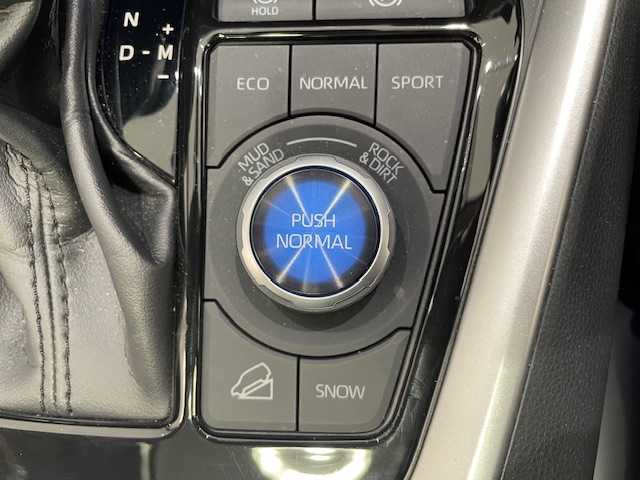 HOLD
N
+
D - M
-
ECO NORMAL SPORT
MUD & SAND
ROCK & DIRT
PUSH
NORMAL
SNOW